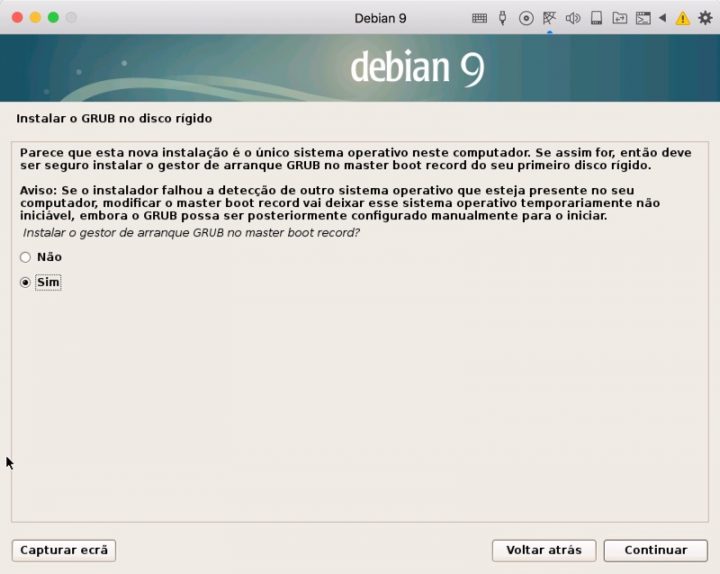 Debian 9
debian 9
Instalar o GRUB no disco rígido
Parece que esta nova instalação é o único sistema operativo neste computador. Se assim for, então deve
ser seguro instalar o gestor de arranque GRUB no master boot record do seu primeiro disco rígido.
Aviso: Se o instalador falhou a detecção de outro sistema operativo que esteja presente no seu
computador, modificar o master boot record vai deixar esse sistema operativo temporariamente não
iniciável, embora o GRUB possa ser posteriormente configurado manualmente para o iniciar.
Instalar o gestor de arranque GRUB no master boot record?
Não
Sim
Capturar ecrã
Voltar atrás
Continuar